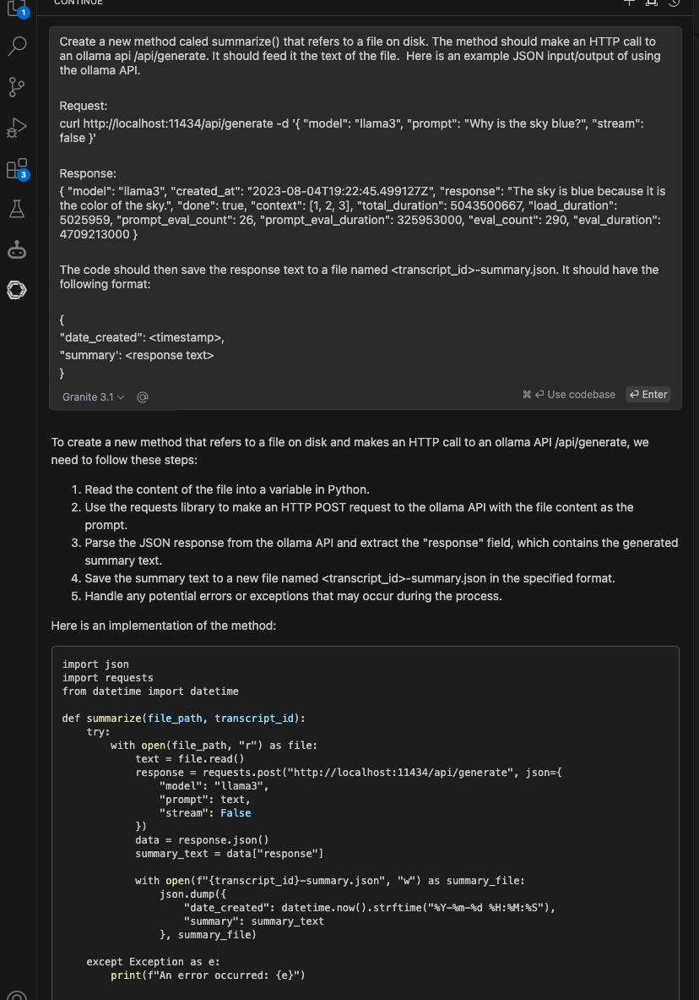 CONTINUE
1
Create a new method caled summarize() that refers to a file on disk. The method should make an HTTP call to
an ollama api /api/generate. It should feed it the text of the file.  Here is an example JSON input/output of using
the ollama API.
Request:
curl http://localhost:11434/api/generate -d '{ "model": "llama3", "prompt": "Why is the sky blue?", "stream":
false }'
3
Response:
{ "model": "llama3", "created_at": "2023-08-04T19:22:45.499127Z", "response": "The sky is blue because it is
the color of the sky.", "done": true, "context": [1, 2, 3], "total_duration": 5043500667, "load_duration":
5025959, "prompt_eval_count": 26, "prompt_eval_duration": 325953000, "eval_count": 290, "eval_duration":
4709213000 }
The code should then save the response text to a file named <transcript_id>-summary.json. It should have the
following format:
{
"date_created": <timestamp>,
"summary': <response text>
}
Granite 3.1 @ ⌘ ⏎ Use codebase ⏎ Enter
To create a new method that refers to a file on disk and makes an HTTP call to an ollama API /api/generate, we
need to follow these steps:
1. Read the content of the file into a variable in Python.
2. Use the requests library to make an HTTP POST request to the ollama API with the file content as the
prompt.
3. Parse the JSON response from the ollama API and extract the "response" field, which contains the generated
summary text.
4. Save the summary text to a new file named <transcript_id>-summary.json in the specified format.
5. Handle any potential errors or exceptions that may occur during the process.
Here is an implementation of the method:
import json
import requests
from datetime import datetime
def summarize(file_path, transcript_id):
    try:
        with open(file_path, "r") as file:
            text = file.read()
            response = requests.post("http://localhost:11434/api/generate", json={
                "model": "llama3",
                "prompt": text,
                "stream": False
            })
            data = response.json()
            summary_text = data["response"]
            with open(f"{transcript_id}-summary.json", "w") as summary_file:
                json.dump({
                    "date_created": datetime.now().strftime("%Y-%m-%d %H:%M:%S"),
                    "summary": summary_text
                }, summary_file)
    except Exception as e:
        print(f"An error occurred: {e}")